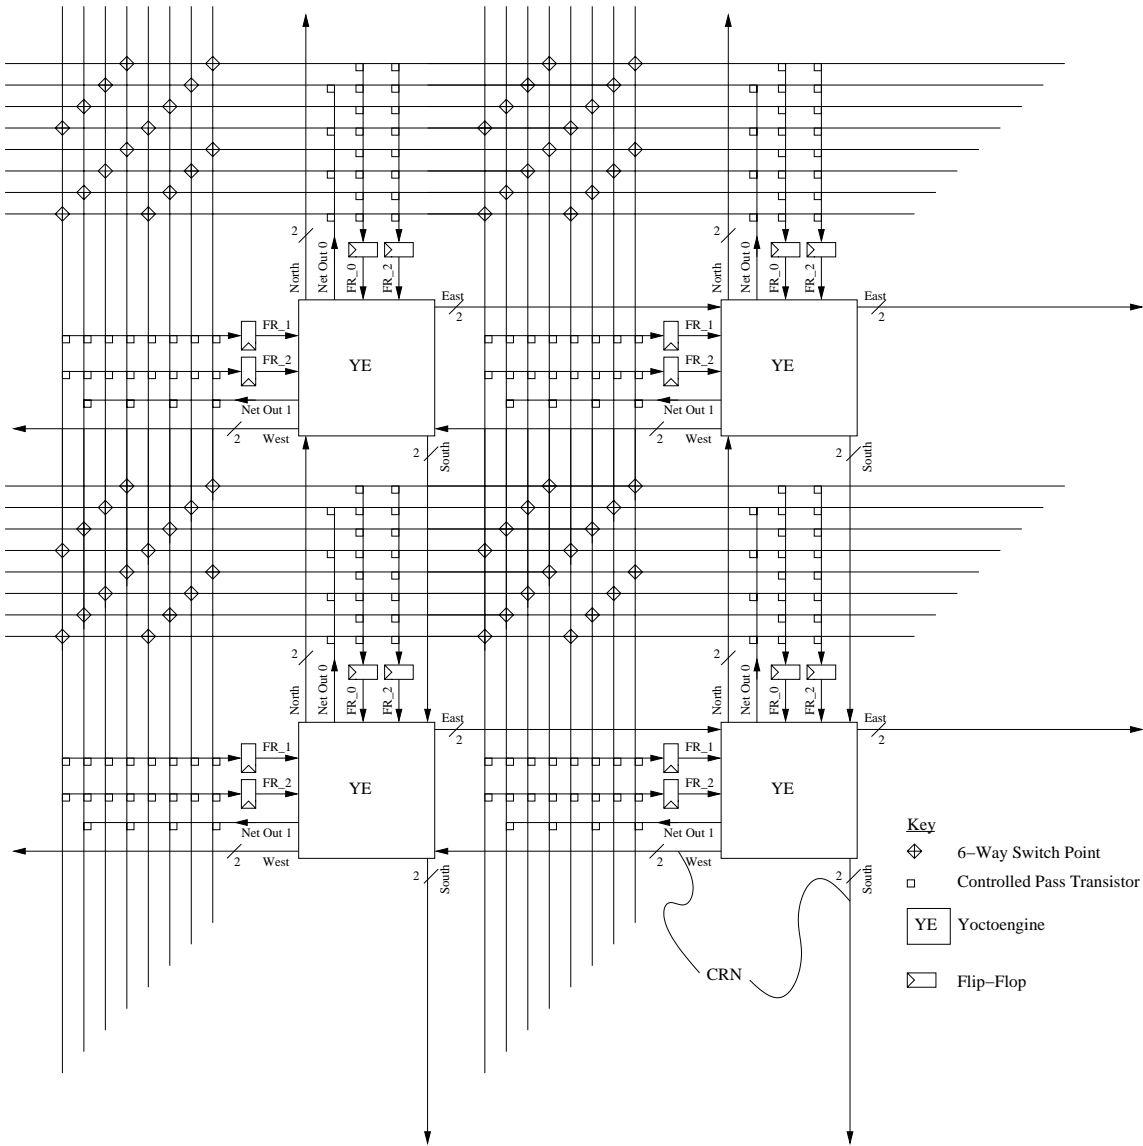 2
North
Net Out 0
FR_0
FR_2
East
2
FR_1
FR_2
YE
Net Out 1
2
West
2
South
2
North
Net Out 0
FR_0
FR_2
East
2
FR_1
FR_2
YE
Net Out 1
2
West
2
South
2
North
Net Out 0
FR_0
FR_2
East
2
FR_1
FR_2
YE
Net Out 1
2
West
2
South
2
North
Net Out 0
FR_0
FR_2
East
2
FR_1
FR_2
YE
Net Out 1
2
West
2
South
CRN
Key
6−Way Switch Point
Controlled Pass Transistor
YE
Yoctoengine
Flip−Flop